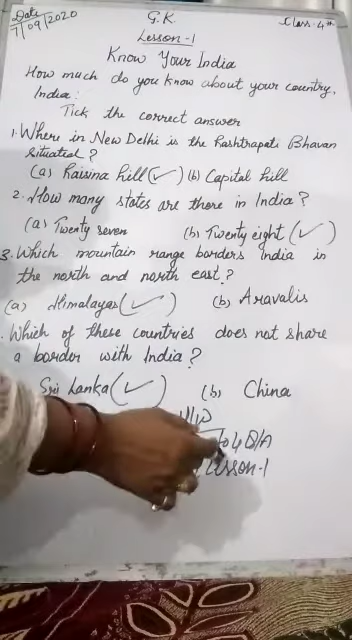 Date G.K. Class-4th
7/09/2020
Lesson-1
Know Your India
How much do you know about your country,
India:
Tick the correct answer
1. Where in New Delhi is the Rashtrapati Bhavan
situated?
(a) Raisina hill (✓) (b) Capital hill
2. How many states are there in India?
(a) Twenty seven (b) Twenty eight (✓)
3. Which mountain range borders India in
the north and north east?
(a) Himalayas (✓) (b) Aravalis
. Which of these countries does not share
a border with India?
Sri Lanka (✓) (b) China
to 4 Q/A
Lesson-1